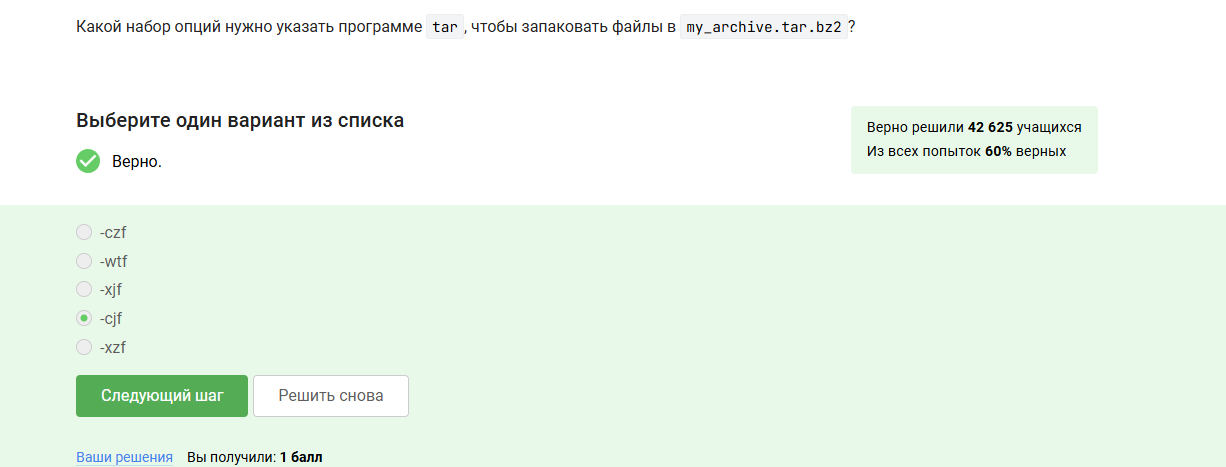 Какой набор опций нужно указать программе tar, чтобы запаковать файлы в my_archive.tar.bz2?
Выберите один вариант из списка
Верно.
Верно решили 42 625 учащихся
Из всех попыток 60% верных
-czf
-wtf
-xjf
-cjf
-xzf
Следующий шаг
Решить снова
Ваши решения Вы получили: 1 балл